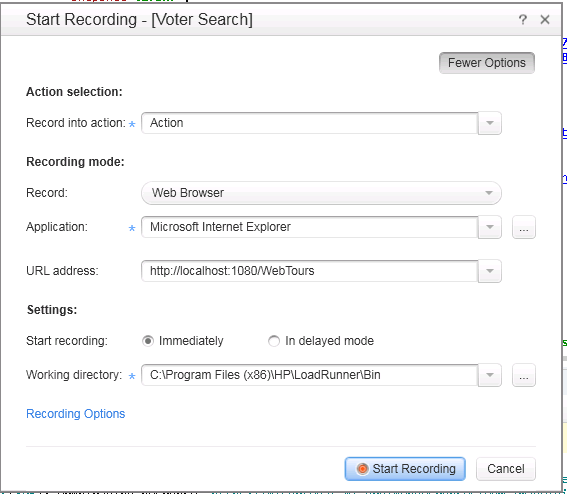 Start Recording - [Voter Search] ? ×
Fewer Options
Action selection:
Record into action: * Action
Recording mode:
Record: Web Browser
Application: * Microsoft Internet Explorer ...
URL address: http://localhost:1080/WebTours
Settings:
Start recording: Immediately In delayed mode
Working directory: * C:\Program Files (x86)\HP\LoadRunner\Bin ...
Recording Options
Start Recording Cancel